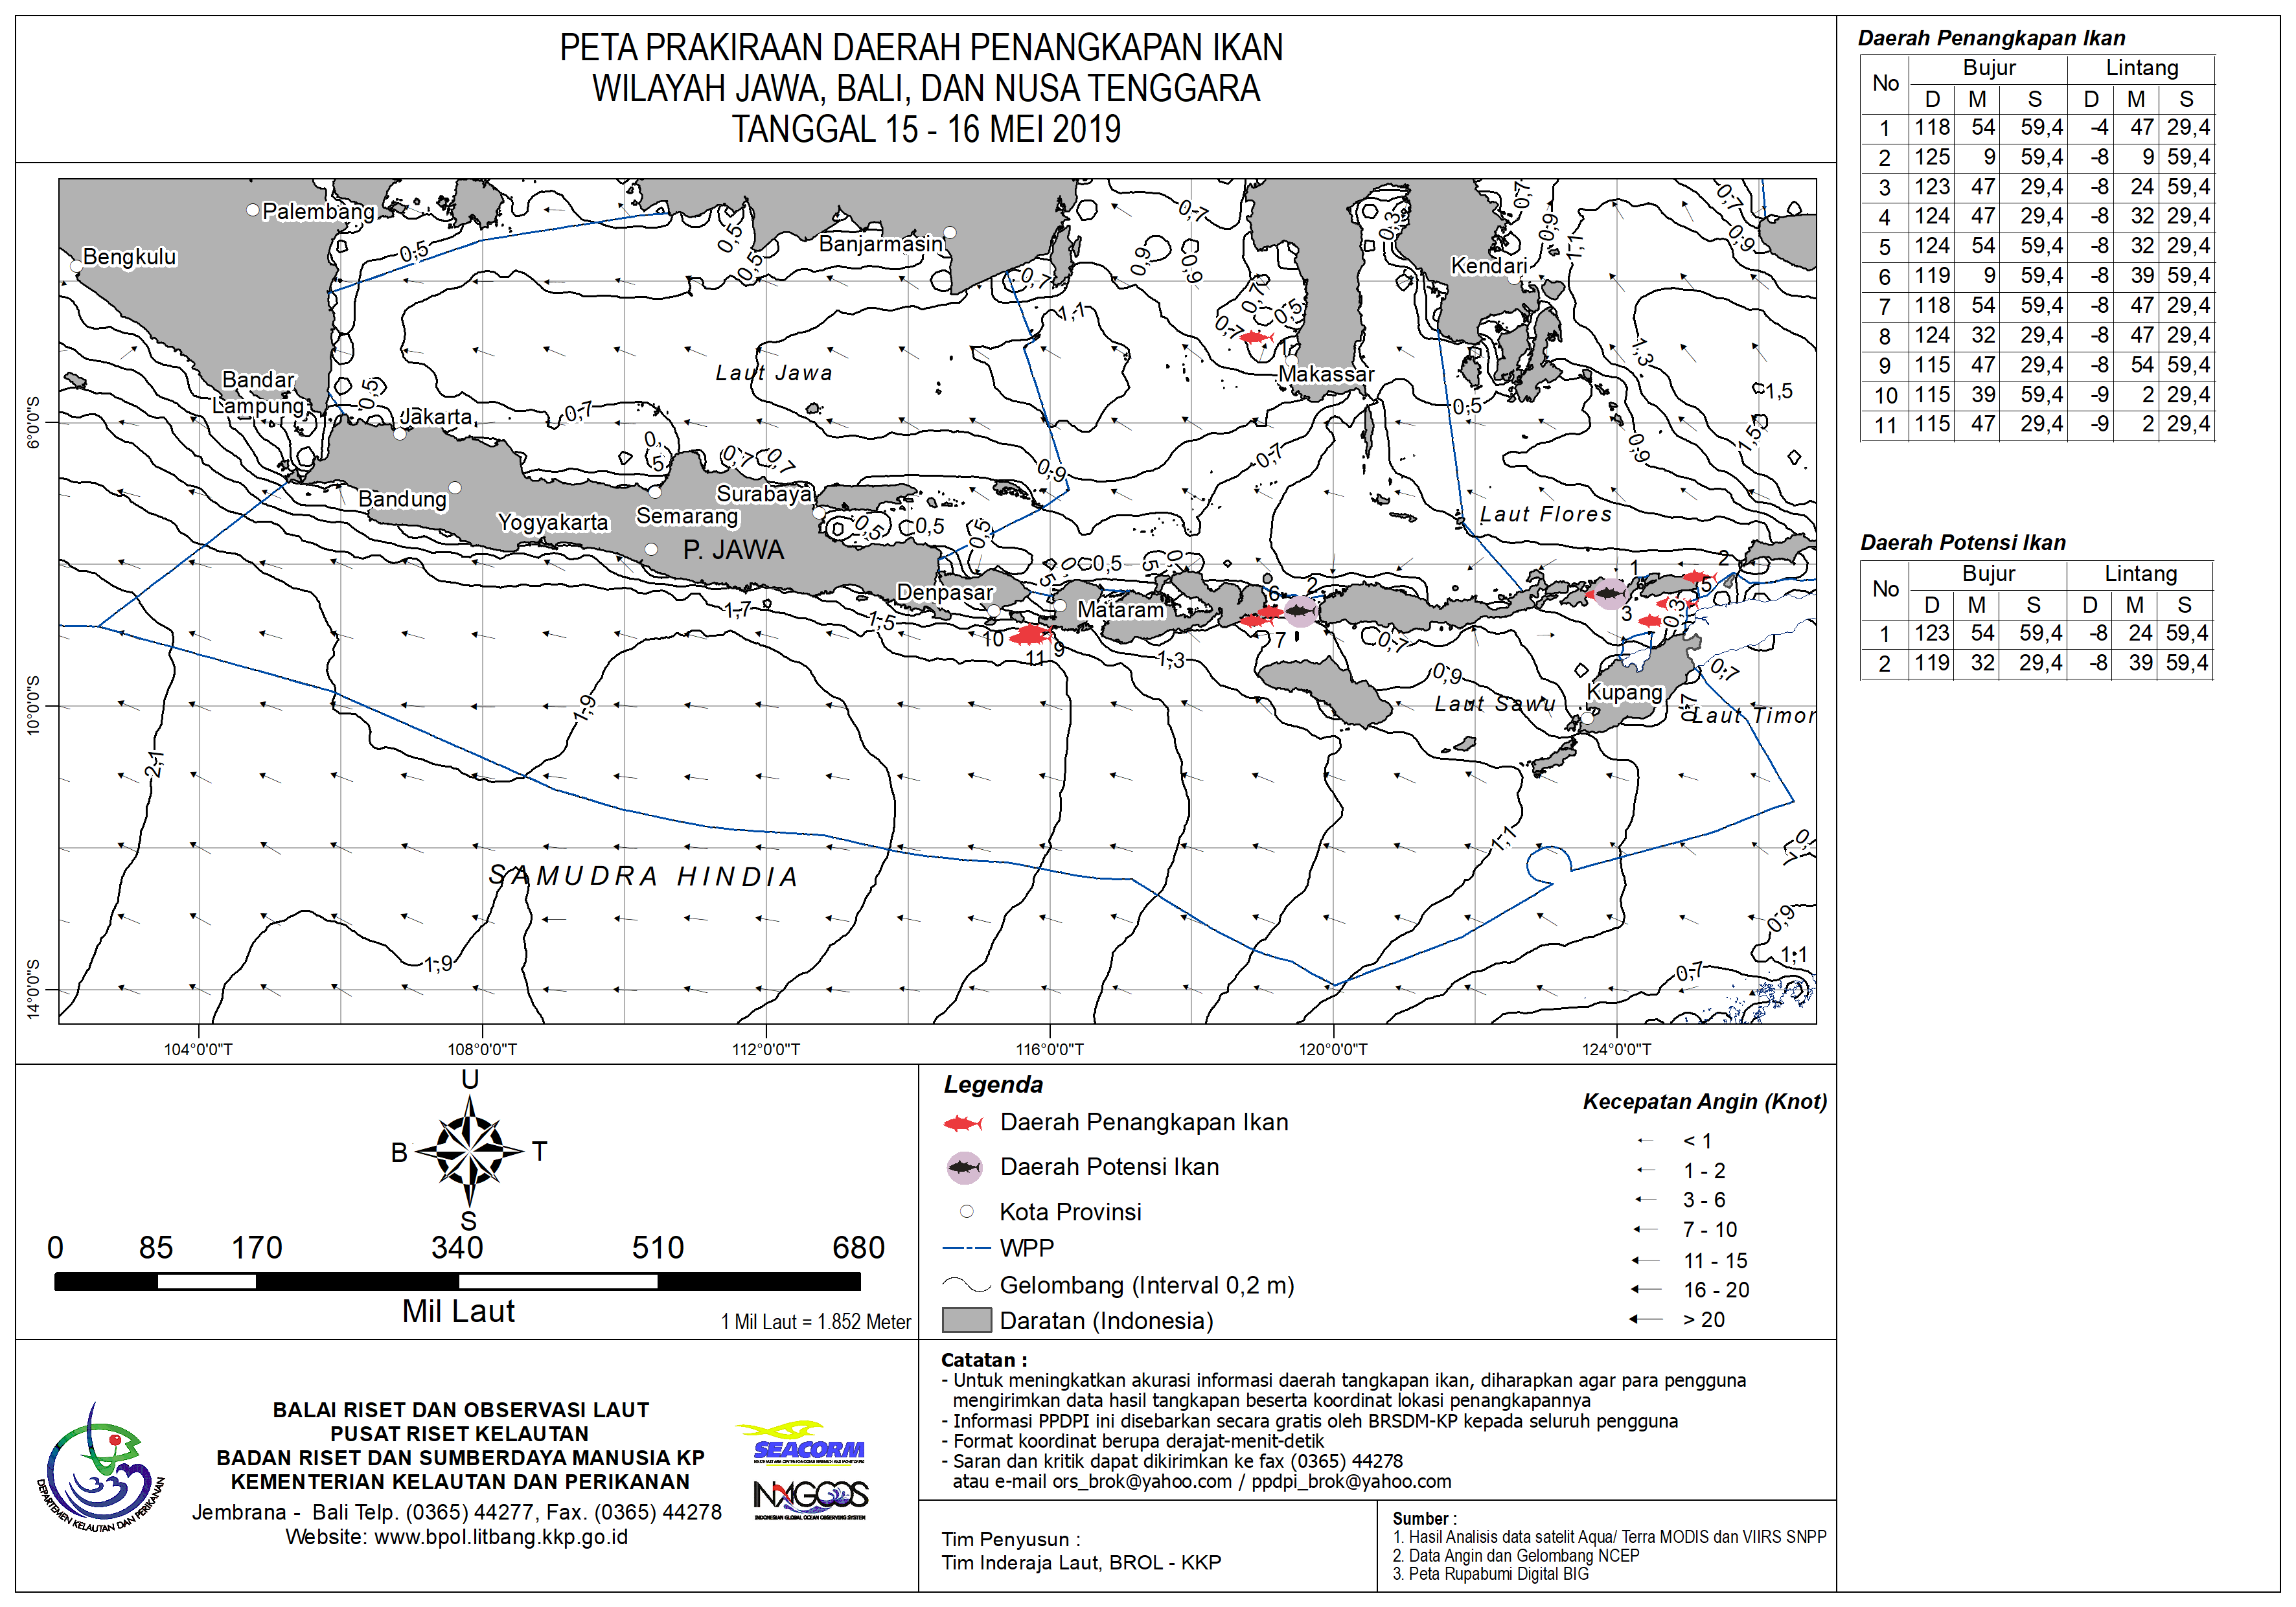 PETA PRAKIRAAN DAERAH PENANGKAPAN IKAN
WILAYAH JAWA, BALI, DAN NUSA TENGGARA
TANGGAL 15 - 16 MEI 2019
Daerah Penangkapan Ikan
No Bujur Lintang
D M S D M S
1 118 54 59,4 -4 47 29,4
2 125 9 59,4 -8 9 59,4
3 123 47 29,4 -8 24 59,4
4 124 47 29,4 -8 32 29,4
5 124 54 59,4 -8 32 29,4
6 119 9 59,4 -8 39 59,4
7 118 54 59,4 -8 47 29,4
8 124 32 29,4 -8 47 29,4
9 115 47 29,4 -8 54 59,4
10 115 39 59,4 -9 2 29,4
11 115 47 29,4 -9 2 29,4
Daerah Potensi Ikan
No Bujur Lintang
D M S D M S
1 123 54 59,4 -8 24 59,4
2 119 32 29,4 -8 39 59,4
Palembang
Bengkulu
Banjarmasin
Kendari
Bandar
Lampung
Jakarta
Laut Jawa
Makassar
Bandung
Surabaya
Semarang
Yogyakarta
P. JAWA
Laut Flores
Denpasar
Mataram
Kupang
Laut Sawu
Laut Timor
SAMUDRA HINDIA
0,5
0,5
0,5
0,7
0,7
0,9
0,9
0,7
0,5
0,7
0,3
0,7
0,9
1,1
0,7
0,9
1,1
1,3
1,5
1,5
0,5
0,7
0,5
0,7
0,7
0,9
0,7
0,5
0,9
0,5
0,5
0,5
0,5
1,7
1,5
1,3
0,7
0,9
0,3
0,7
0,7
1,9
2,1
1,1
1,9
0,9
1,1
0,7
1
2
3
5
6
2
7
10
11
9
6°0'0"S
10°0'0"S
14°0'0"S
104°0'0"T 108°0'0"T 112°0'0"T 116°0'0"T 120°0'0"T 124°0'0"T
U
B T
S
0 85 170 340 510 680
Mil Laut
1 Mil Laut = 1.852 Meter
Legenda
Daerah Penangkapan Ikan
Daerah Potensi Ikan
Kota Provinsi
WPP
Gelombang (Interval 0,2 m)
Daratan (Indonesia)
Kecepatan Angin (Knot)
< 1
1 - 2
3 - 6
7 - 10
11 - 15
16 - 20
> 20
DEPARTEMEN KELAUTAN DAN PERIKANAN
BALAI RISET DAN OBSERVASI LAUT
PUSAT RISET KELAUTAN
BADAN RISET DAN SUMBERDAYA MANUSIA KP
KEMENTERIAN KELAUTAN DAN PERIKANAN
Jembrana - Bali Telp. (0365) 44277, Fax. (0365) 44278
Website: www.bpol.litbang.kkp.go.id
SEACORM
INAGOOS
INDONESIAN GLOBAL OCEAN OBSERVING SYSTEM
Catatan :
- Untuk meningkatkan akurasi informasi daerah tangkapan ikan, diharapkan agar para pengguna
mengirimkan data hasil tangkapan beserta koordinat lokasi penangkapannya
- Informasi PPDPI ini disebarkan secara gratis oleh BRSDM-KP kepada seluruh pengguna
- Format koordinat berupa derajat-menit-detik
- Saran dan kritik dapat dikirimkan ke fax (0365) 44278
atau e-mail ors_brok@yahoo.com / ppdpi_brok@yahoo.com
Tim Penyusun :
Tim Inderaja Laut, BROL - KKP
Sumber :
1. Hasil Analisis data satelit Aqua/ Terra MODIS dan VIIRS SNPP
2. Data Angin dan Gelombang NCEP
3. Peta Rupabumi Digital BIG